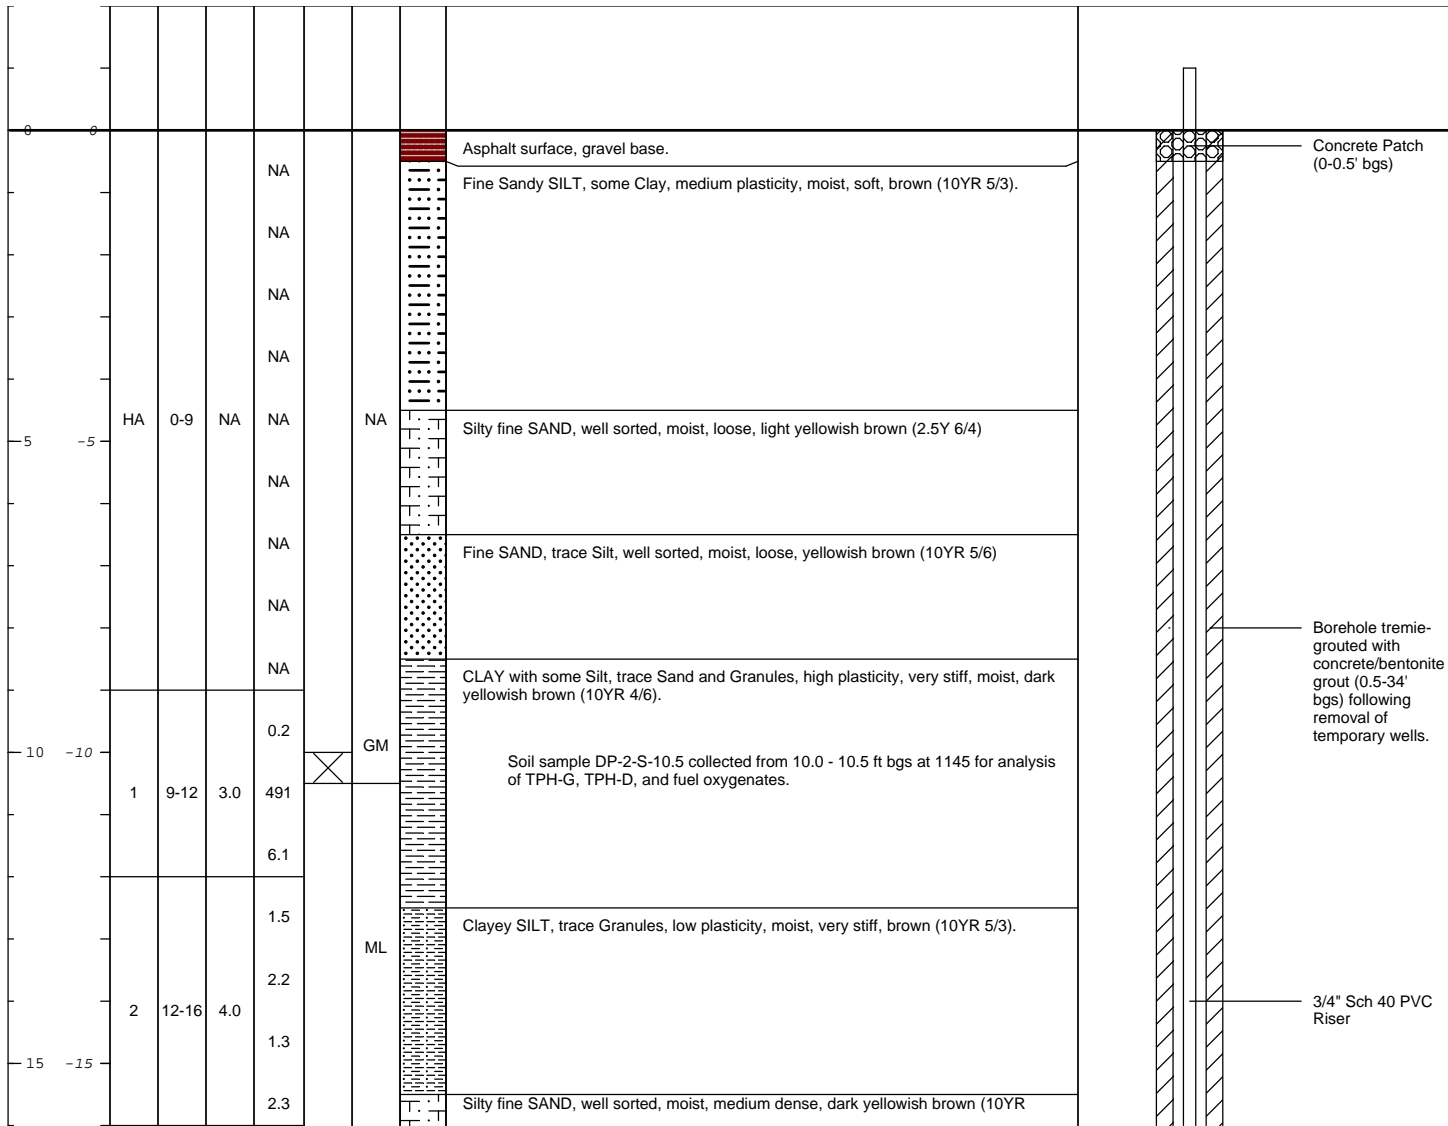 0 0
Asphalt surface, gravel base.
Concrete Patch
(0-0.5' bgs)
NA
Fine Sandy SILT, some Clay, medium plasticity, moist, soft, brown (10YR 5/3).
NA
NA
NA
HA 0-9 NA NA NA
Silty fine SAND, well sorted, moist, loose, light yellowish brown (2.5Y 6/4)
5 -5
NA
NA
Fine SAND, trace Silt, well sorted, moist, loose, yellowish brown (10YR 5/6)
NA
Borehole tremie-
grouted with
concrete/bentonite
grout (0.5-34'
bgs) following
removal of
temporary wells.
NA
CLAY with some Silt, trace Sand and Granules, high plasticity, very stiff, moist, dark
yellowish brown (10YR 4/6).
0.2
GM
10 -10
Soil sample DP-2-S-10.5 collected from 10.0 - 10.5 ft bgs at 1145 for analysis
of TPH-G, TPH-D, and fuel oxygenates.
1 9-12 3.0 491
6.1
1.5
Clayey SILT, trace Granules, low plasticity, moist, very stiff, brown (10YR 5/3).
ML
2.2
2 12-16 4.0
3/4" Sch 40 PVC
Riser
1.3
15 -15
2.3
Silty fine SAND, well sorted, moist, medium dense, dark yellowish brown (10YR